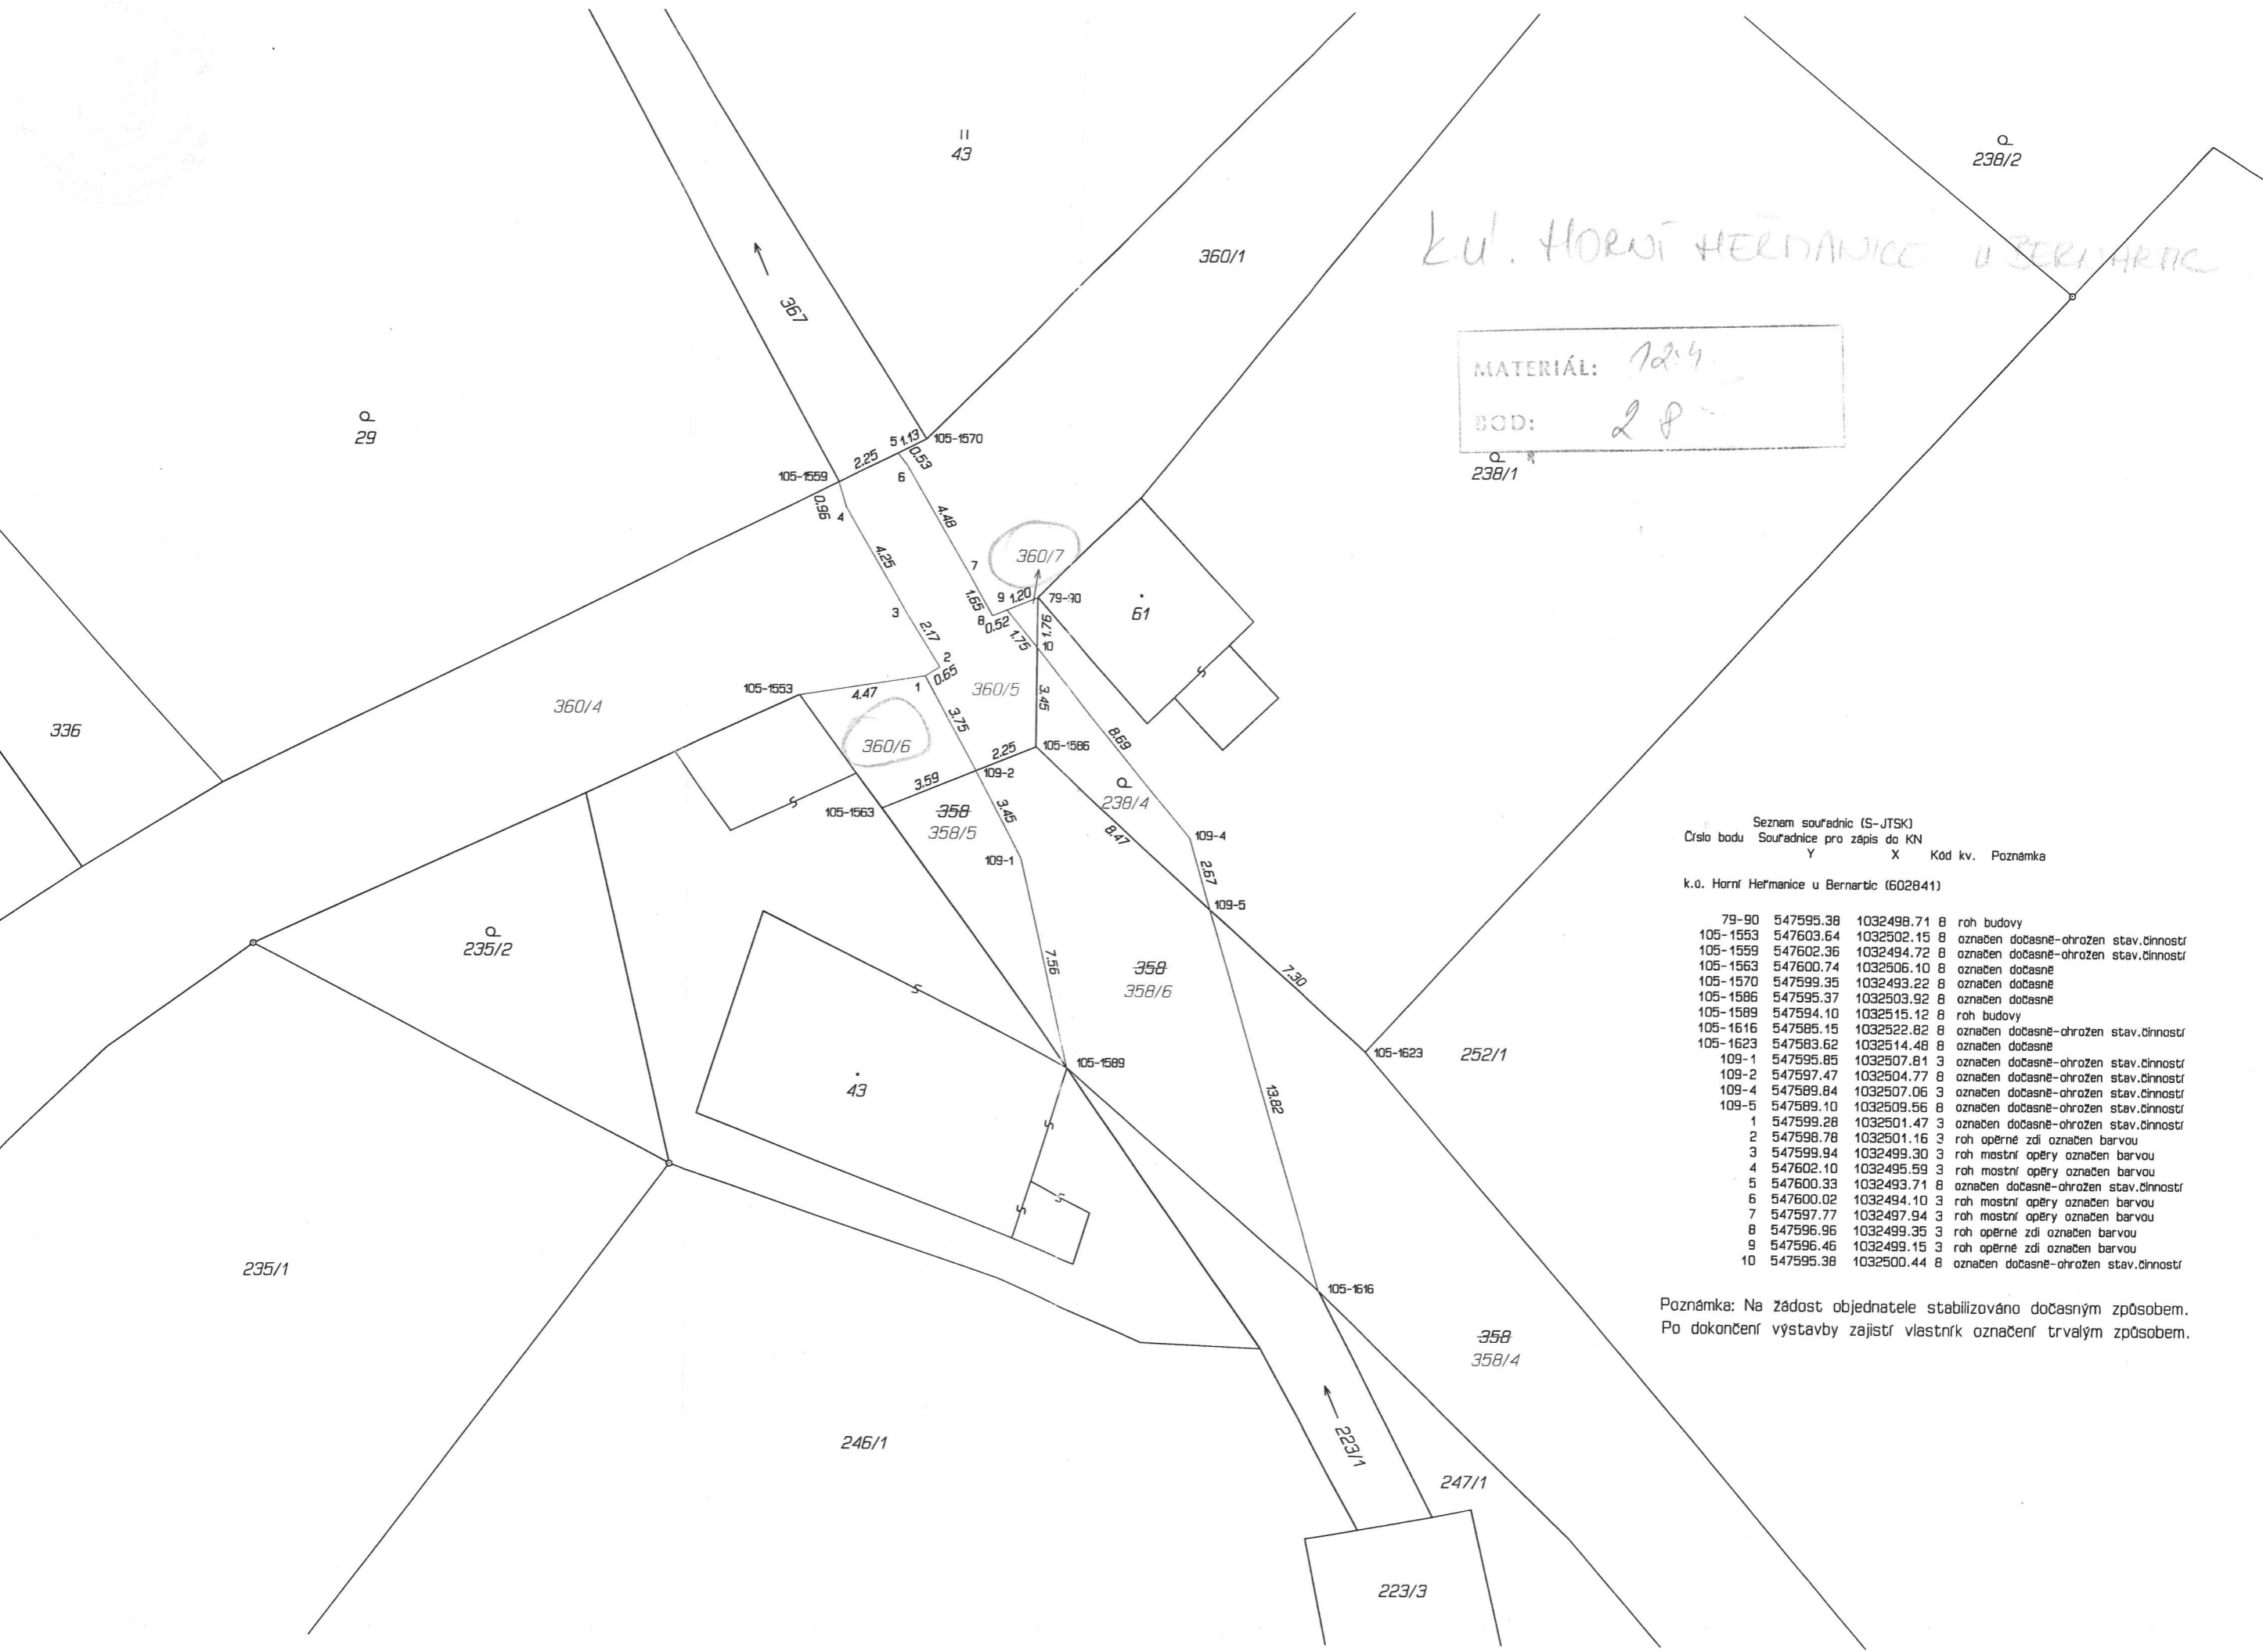 43
238/2
k.ú. HORNÍ HEŘMANICE U BERNARTIC
360/1
367
MATERIÁL: 12.4.
BOD: 28
29
238/1
5 1.13 105-1570
2.25
0.53
105-1559
6
0.96 4
4.48
4.25
7
360/7
9 1.20 79-90
1.65
61
3
8 0.52
1.76
1.75
10
2.17
2
0.65
1
105-1553
4.47
360/5
3.45
360/4
336
3.75
8.69
360/6
2.25
105-1586
109-2
3.59
238/4
105-1563
358
358/5
3.45
8.47
109-4
109-1
2.67
109-5
235/2
7.56
358
358/6
7.30
105-1623
252/1
105-1589
43
13.82
235/1
105-1616
358
358/4
223/1
246/1
247/1
223/3
Seznam souřadnic (S-JTSK)
Číslo bodu Souřadnice pro zápis do KN
Y X Kód kv. Poznámka
k.ú. Horní Heřmanice u Bernartic (602841)
79-90 547595.38 1032498.71 8 roh budovy
105-1553 547603.64 1032502.15 8 označen dočasně-ohrožen stav.činností
105-1559 547602.36 1032494.72 8 označen dočasně-ohrožen stav.činností
105-1563 547600.74 1032506.10 8 označen dočasně
105-1570 547599.35 1032493.22 8 označen dočasně
105-1586 547595.37 1032503.92 8 označen dočasně
105-1589 547594.10 1032515.12 8 roh budovy
105-1616 547585.15 1032522.82 8 označen dočasně-ohrožen stav.činností
105-1623 547583.62 1032514.48 8 označen dočasně
109-1 547595.85 1032507.81 3 označen dočasně-ohrožen stav.činností
109-2 547597.47 1032504.77 8 označen dočasně-ohrožen stav.činností
109-4 547589.84 1032507.06 3 označen dočasně-ohrožen stav.činností
109-5 547589.10 1032509.56 8 označen dočasně-ohrožen stav.činností
1 547599.28 1032501.47 3 označen dočasně-ohrožen stav.činností
2 547598.78 1032501.16 3 roh opěrné zdi označen barvou
3 547599.94 1032499.30 3 roh mostní opěry označen barvou
4 547602.10 1032495.59 3 roh mostní opěry označen barvou
5 547600.33 1032493.71 8 označen dočasně-ohrožen stav.činností
6 547600.02 1032494.10 3 roh mostní opěry označen barvou
7 547597.77 1032497.94 3 roh mostní opěry označen barvou
8 547596.96 1032499.35 3 roh opěrné zdi označen barvou
9 547596.46 1032499.15 3 roh opěrné zdi označen barvou
10 547595.38 1032500.44 8 označen dočasně-ohrožen stav.činností
Poznámka: Na žádost objednatele stabilizováno dočasným způsobem.
Po dokončení výstavby zajistí vlastník označení trvalým způsobem.